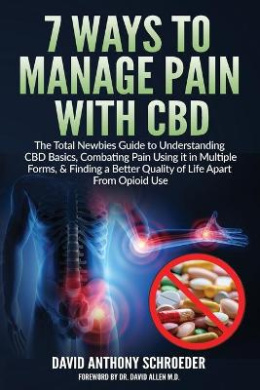 7 WAYS TO
MANAGE PAIN
WITH CBD
The Total Newbies Guide to Understanding
CBD Basics, Combating Pain Using it in Multiple
Forms, & Finding a Better Quality of Life Apart
From Opioid Use
DAVID ANTHONY SCHROEDER
FOREWORD BY DR. DAVID ALLEN M.D.